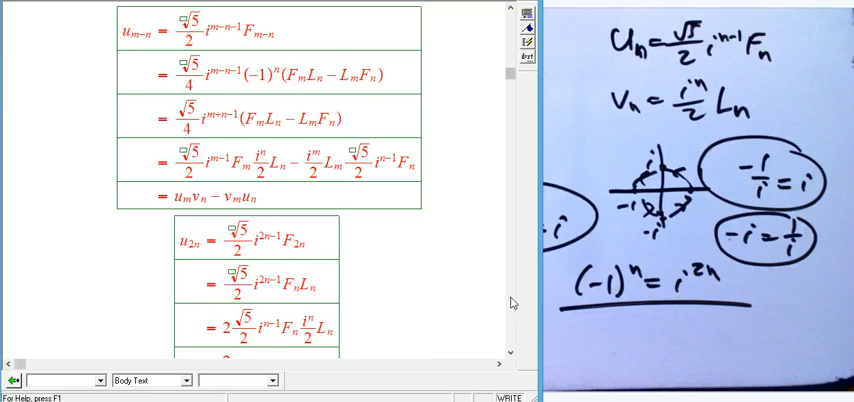 u_{m-n} = \frac{\sqrt{5}}{2} i^{m-n-1} F_{m-n}
= \frac{\sqrt{5}}{4} i^{m-n-1} (-1)^n (F_m L_n - L_m F_n)
= \frac{\sqrt{5}}{4} i^{m+n-1} (F_m L_n - L_m F_n)
= \frac{\sqrt{5}}{2} i^{m-1} F_m \frac{i^n}{2} L_n - \frac{i^m}{2} L_m \frac{\sqrt{5}}{2} i^{n-1} F_n
= u_m v_n - v_m u_n
u_{2n} = \frac{\sqrt{5}}{2} i^{2n-1} F_{2n}
= \frac{\sqrt{5}}{2} i^{2n-1} F_n L_n
= 2 \frac{\sqrt{5}}{2} i^{n-1} F_n \frac{i^n}{2} L_n
Body Text
For Help, press F1
WRITE
U_n = \frac{\sqrt{5}}{2} i^{n-1} F_n
V_n = \frac{i^n}{2} L_n
i
-1
-i
-\frac{1}{i} = i
= i
-i = \frac{1}{i}
(-1)^n = i^{2n}